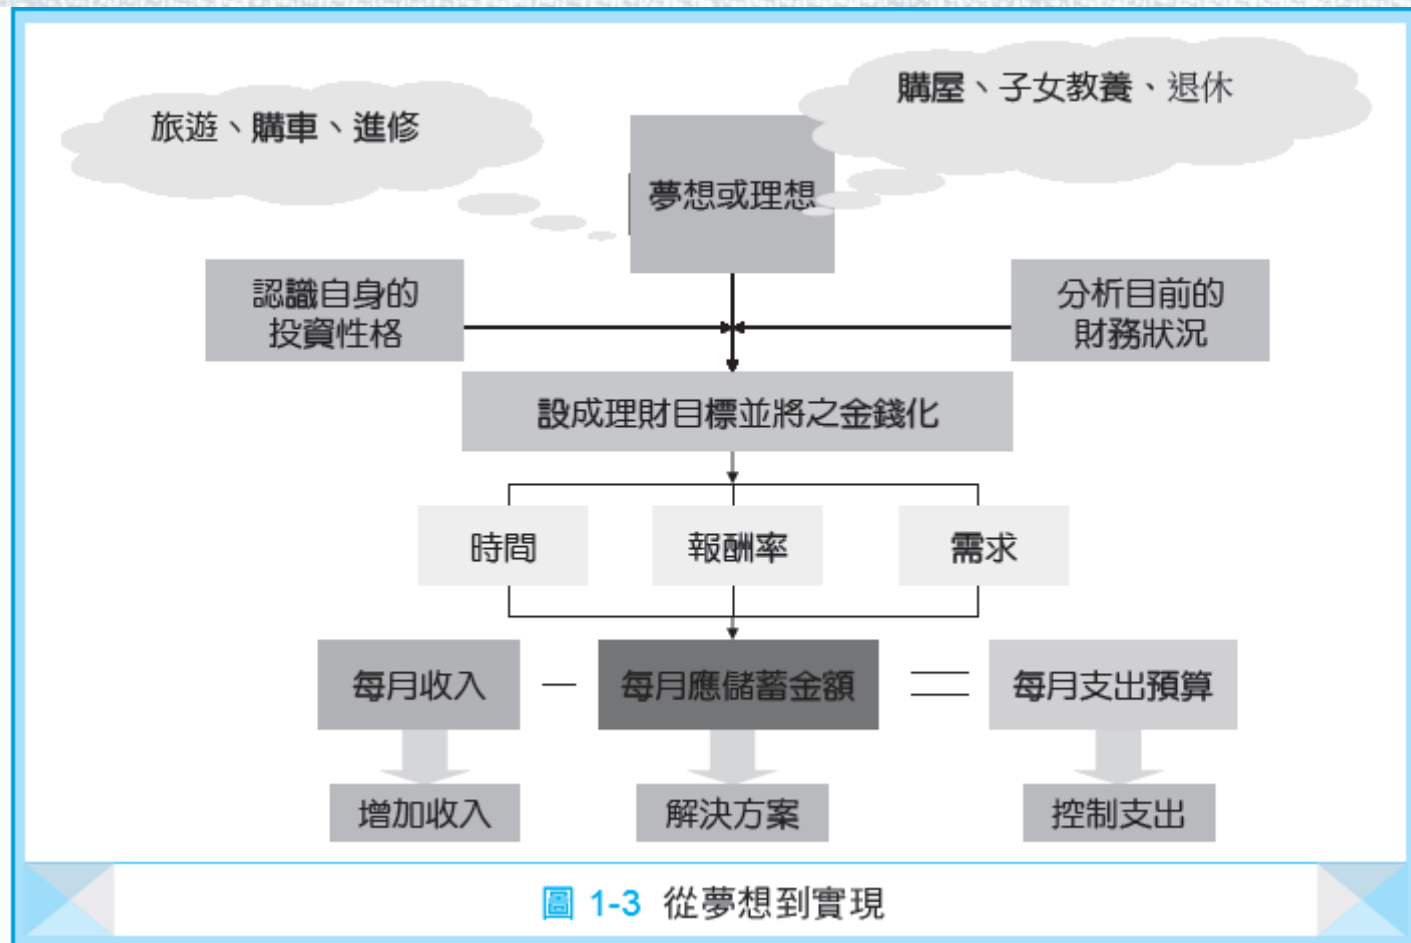 購屋、子女教養、退休
旅遊、購車、進修
夢想或理想
認識自身的
投資性格
分析目前的
財務狀況
設成理財目標並將之金錢化
時間
報酬率
需求
每月收入 — 每月應儲蓄金額 = 每月支出預算
增加收入
解決方案
控制支出
圖 1-3 從夢想到實現